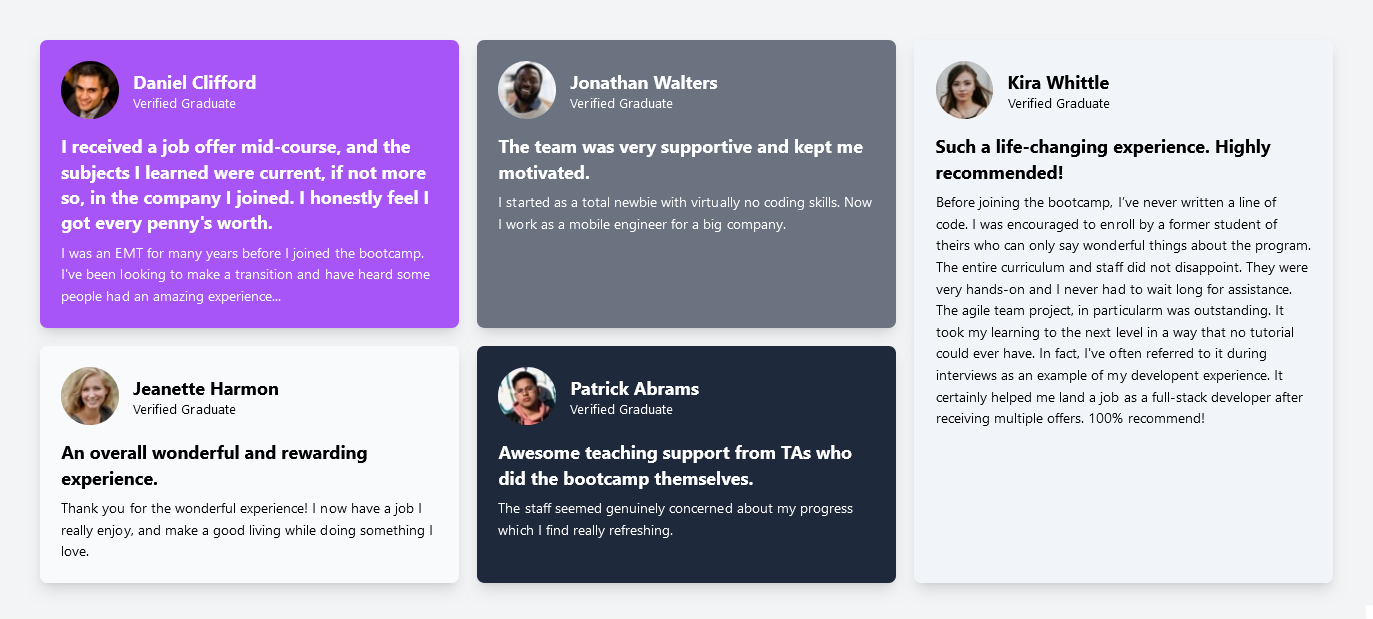 Daniel Clifford
Verified Graduate
I received a job offer mid-course, and the
subjects I learned were current, if not more
so, in the company I joined. I honestly feel I
got every penny's worth.
I was an EMT for many years before I joined the bootcamp.
I've been looking to make a transition and have heard some
people had an amazing experience...
Jonathan Walters
Verified Graduate
The team was very supportive and kept me
motivated.
I started as a total newbie with virtually no coding skills. Now
I work as a mobile engineer for a big company.
Kira Whittle
Verified Graduate
Such a life-changing experience. Highly
recommended!
Before joining the bootcamp, I've never written a line of
code. I was encouraged to enroll by a former student of
theirs who can only say wonderful things about the program.
The entire curriculum and staff did not disappoint. They were
very hands-on and I never had to wait long for assistance.
The agile team project, in particularm was outstanding. It
took my learning to the next level in a way that no tutorial
could ever have. In fact, I've often referred to it during
interviews as an example of my developent experience. It
certainly helped me land a job as a full-stack developer after
receiving multiple offers. 100% recommend!
Jeanette Harmon
Verified Graduate
An overall wonderful and rewarding
experience.
Thank you for the wonderful experience! I now have a job I
really enjoy, and make a good living while doing something I
love.
Patrick Abrams
Verified Graduate
Awesome teaching support from TAs who
did the bootcamp themselves.
The staff seemed genuinely concerned about my progress
which I find really refreshing.